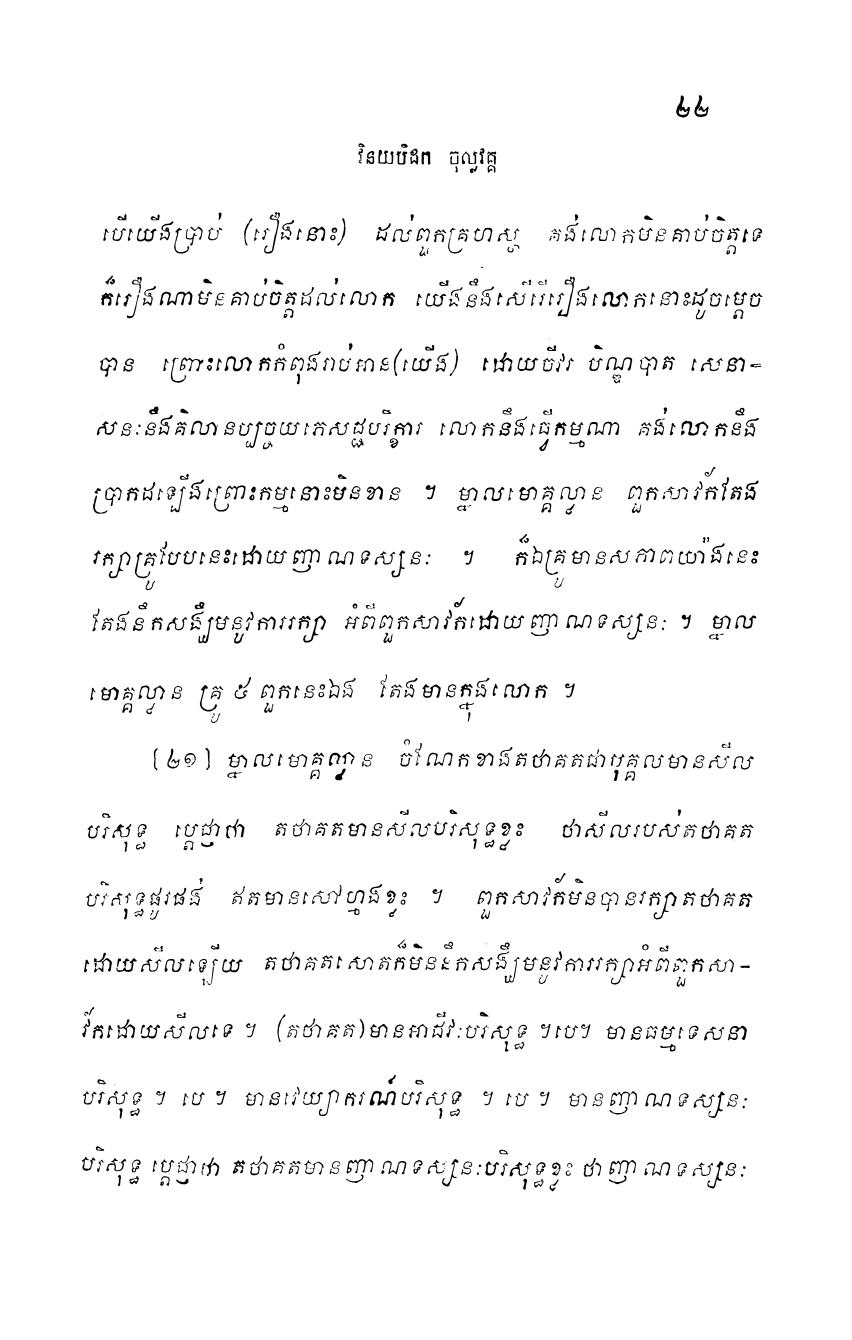 ២២
វិនយបិដក ចុល្លវគ្គ
បើយើងប្រាប់ (រឿងនោះ) ដល់ពួកគ្រហស្ថ គង់លោកមិនគាប់ចិត្តទេ
ក៏រឿងណាមិនគាប់ចិត្តដល់លោក យើងនឹងសើរើរឿងលោកនោះដូចម្តេច
បាន ព្រោះលោកកំពុងរាប់អាន(យើង) ដោយចីវរ បិណ្ឌបាត សេនា=
សនៈនឹងគិលានប្បច្ចយភេសជ្ជបរិក្ខារ លោកនឹងធ្វើកម្មណា គង់លោកនឹង
ប្រាកដឡើងព្រោះកម្មនោះមិនខាន ។ ម្នាលមោគ្គល្លាន ពួកសាវ័កតែង
រក្សាគ្រូបែបនេះដោយញាណទស្សនៈ ។ ក៏ឯគ្រូមានសភាពយ៉ាងនេះ
តែងនឹកសង្ឃឹមនូវការរក្សា អំពីពួកសាវ័កដោយញាណទស្សនៈ ។ ម្នាល
មោគ្គល្លាន គ្រូ ៥ ពួកនេះឯង តែងមានក្នុងលោក ។
[២១] ម្នាលមោគ្គល្លាន ចំណែកខាងតថាគតជាបុគ្គលមានសីល
បរិសុទ្ធ ប្តេជ្ញាថា តថាគតមានសីលបរិសុទ្ធខ្លះ ថាសីលរបស់តថាគត
បរិសុទ្ធផូរផង់ ឥតមានសៅហ្មងខ្លះ ។ ពួកសាវ័កមិនបានរក្សាតថាគត
ដោយសីលឡើយ តថាគតសោតក៏មិននឹកសង្ឃឹមនូវការរក្សាអំពីពួកសា-
វ័កដោយសីលទេ ។ (តថាគត)មានអាជីវៈបរិសុទ្ធ ។បេ។ មានធម្មទេសនា
បរិសុទ្ធ ។ បេ ។ មានវេយ្យាករណ៍បរិសុទ្ធ ។ បេ ។ មានញាណទស្សនៈ
បរិសុទ្ធ ប្តេជ្ញាថា តថាគតមានញាណទស្សនៈបរិសុទ្ធខ្លះ ថាញាណទស្សនៈ